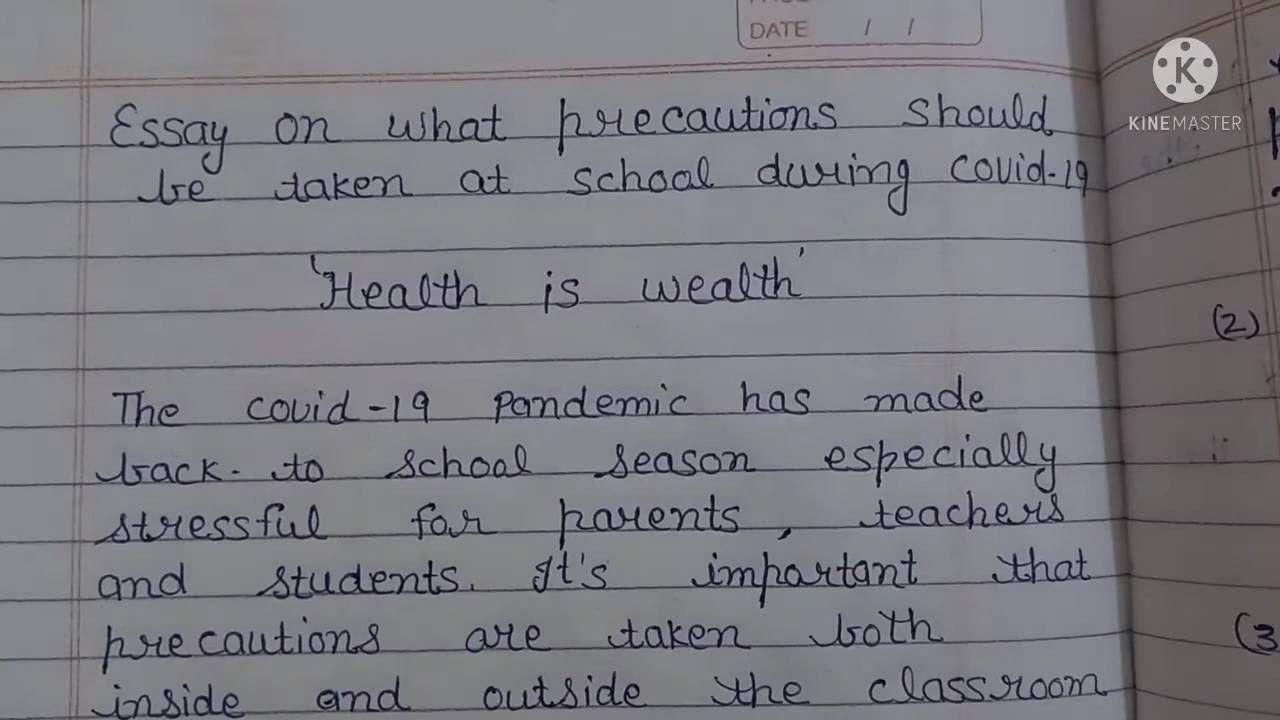 DATE / /
K
KINEMASTER
Essay on what precautions should
be taken at school during covid-19
'Health is wealth'
(2)
The covid-19 Pandemic has made
back-to school season especially
stressful for parents, teachers
and students. It's important that
precautions are taken both
(3
inside and outside the classroom